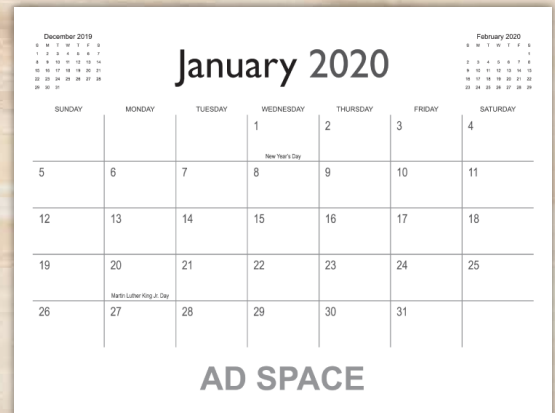 December 2019
S M T W T F S
1 2 3 4 5 6 7
8 9 10 11 12 13 14
15 16 17 18 19 20 21
22 23 24 25 26 27 28
29 30 31
January 2020
February 2020
S M T W T F S
1
2 3 4 5 6 7 8
9 10 11 12 13 14 15
16 17 18 19 20 21 22
23 24 25 26 27 28 29
SUNDAY MONDAY TUESDAY WEDNESDAY THURSDAY FRIDAY SATURDAY
1 2 3 4
New Year's Day
5 6 7 8 9 10 11
12 13 14 15 16 17 18
19 20 21 22 23 24 25
Martin Luther King Jr. Day
26 27 28 29 30 31
AD SPACE